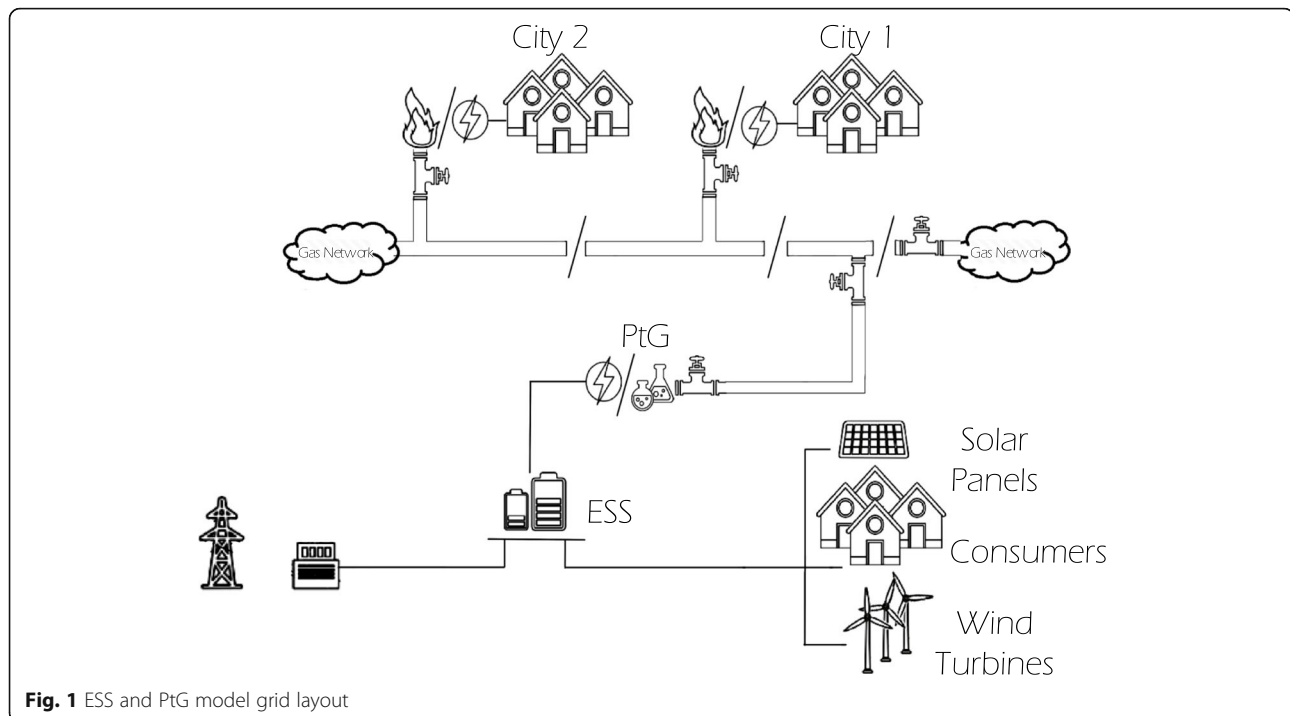 City 2
City 1
Gas Network
Gas Network
PtG
Solar
Panels
ESS
Consumers
Wind
Turbines
Fig. 1 ESS and PtG model grid layout